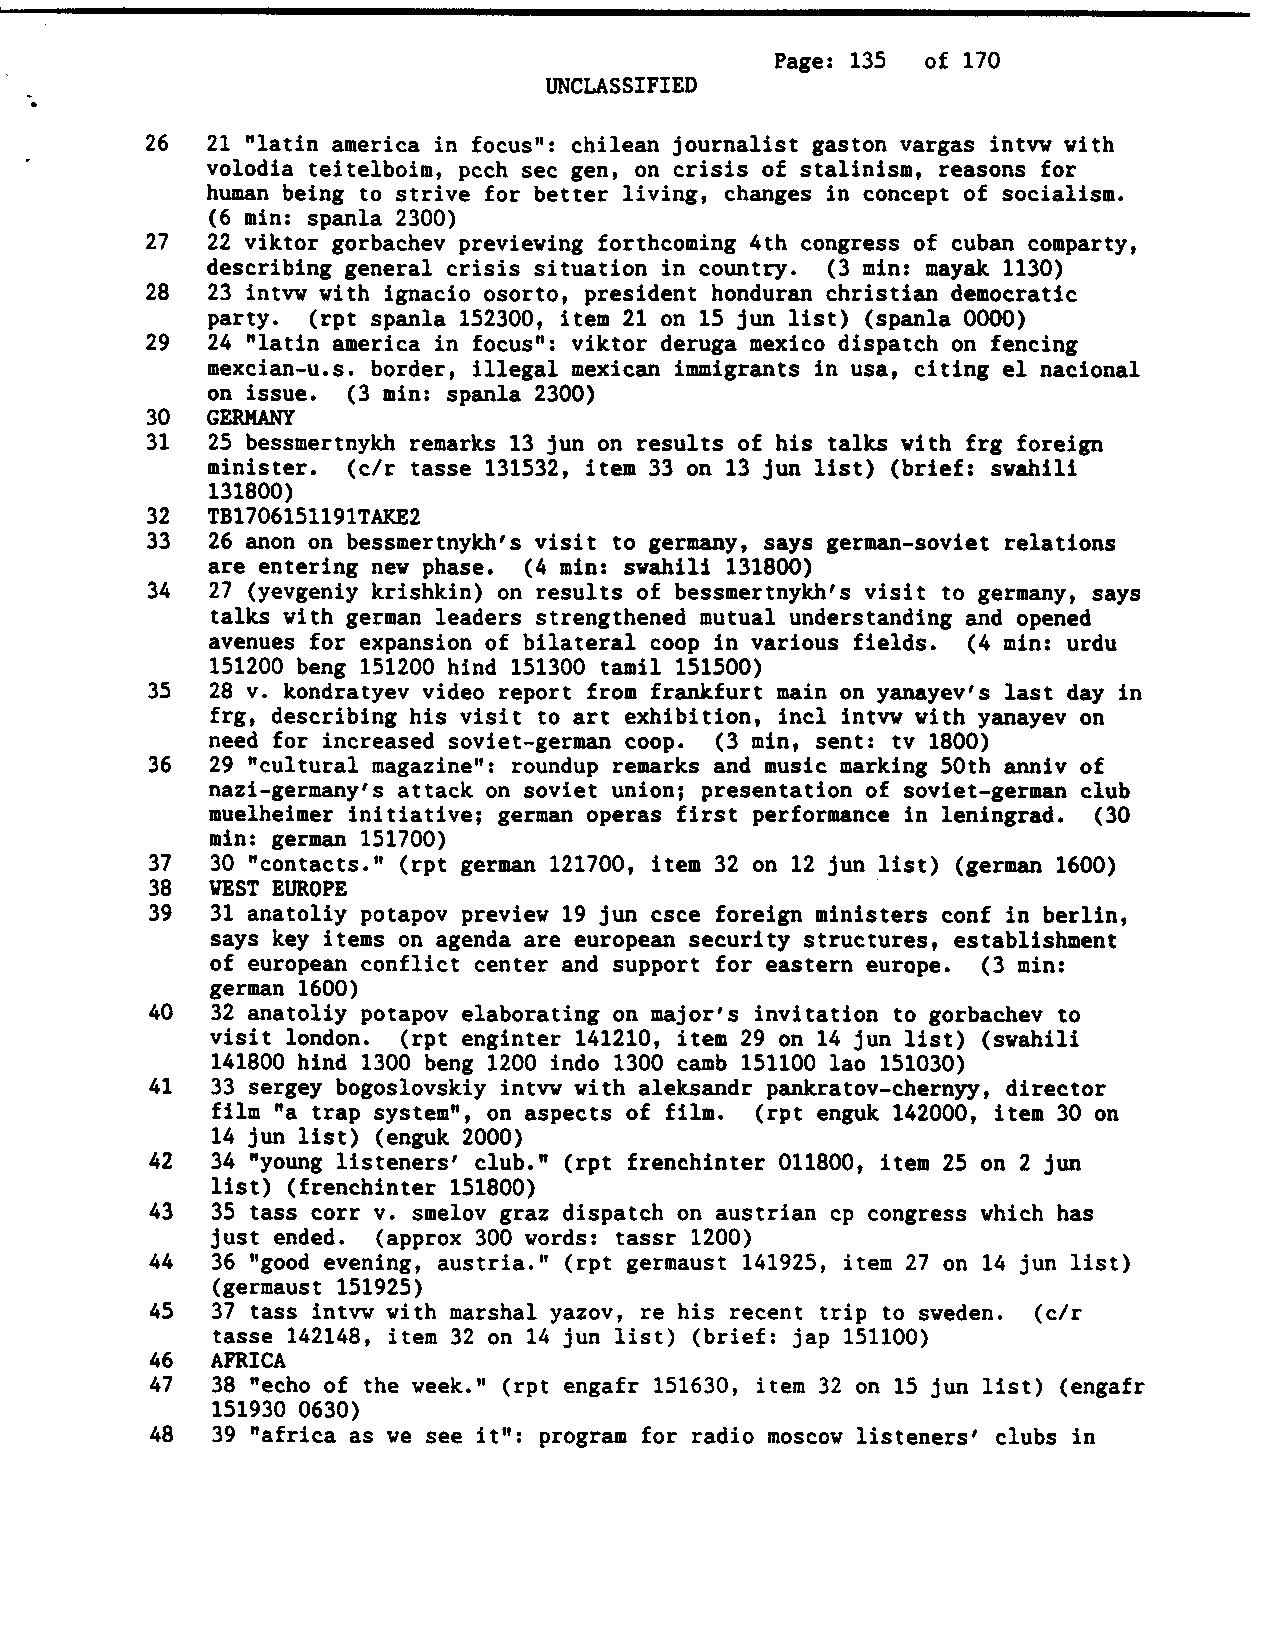 Page: 135 of 170
UNCLASSIFIED
26 21 "latin america in focus": chilean journalist gaston vargas intvw with
volodia teitelboim, pcch sec gen, on crisis of stalinism, reasons for
human being to strive for better living, changes in concept of socialism.
(6 min: spanla 2300)
27 22 viktor gorbachev previewing forthcoming 4th congress of cuban comparty,
describing general crisis situation in country. (3 min: mayak 1130)
28 23 intvw with ignacio osorto, president honduran christian democratic
party. (rpt spanla 152300, item 21 on 15 jun list) (spanla 0000)
29 24 "latin america in focus": viktor deruga mexico dispatch on fencing
mexcian-u.s. border, illegal mexican immigrants in usa, citing el nacional
on issue. (3 min: spanla 2300)
30 GERMANY
31 25 bessmertnykh remarks 13 jun on results of his talks with frg foreign
minister. (c/r tasse 131532, item 33 on 13 jun list) (brief: swahili
131800)
32 TB1706151191TAKE2
33 26 anon on bessmertnykh's visit to germany, says german-soviet relations
are entering new phase. (4 min: swahili 131800)
34 27 (yevgeniy krishkin) on results of bessmertnykh's visit to germany, says
talks with german leaders strengthened mutual understanding and opened
avenues for expansion of bilateral coop in various fields. (4 min: urdu
151200 beng 151200 hind 151300 tamil 151500)
35 28 v. kondratyev video report from frankfurt main on yanayev's last day in
frg, describing his visit to art exhibition, incl intvw with yanayev on
need for increased soviet-german coop. (3 min, sent: tv 1800)
36 29 "cultural magazine": roundup remarks and music marking 50th anniv of
nazi-germany's attack on soviet union; presentation of soviet-german club
muelheimer initiative; german operas first performance in leningrad. (30
min: german 151700)
37 30 "contacts." (rpt german 121700, item 32 on 12 jun list) (german 1600)
38 WEST EUROPE
39 31 anatoliy potapov preview 19 jun csce foreign ministers conf in berlin,
says key items on agenda are european security structures, establishment
of european conflict center and support for eastern europe. (3 min:
german 1600)
40 32 anatoliy potapov elaborating on major's invitation to gorbachev to
visit london. (rpt enginter 141210, item 29 on 14 jun list) (swahili
141800 hind 1300 beng 1200 indo 1300 camb 151100 lao 151030)
41 33 sergey bogoslovskiy intvw with aleksandr pankratov-chernyy, director
film "a trap system", on aspects of film. (rpt enguk 142000, item 30 on
14 jun list) (enguk 2000)
42 34 "young listeners' club." (rpt frenchinter 011800, item 25 on 2 jun
list) (frenchinter 151800)
43 35 tass corr v. smelov graz dispatch on austrian cp congress which has
just ended. (approx 300 words: tassr 1200)
44 36 "good evening, austria." (rpt germaust 141925, item 27 on 14 jun list)
(germaust 151925)
45 37 tass intvw with marshal yazov, re his recent trip to sweden. (c/r
tasse 142148, item 32 on 14 jun list) (brief: jap 151100)
46 AFRICA
47 38 "echo of the week." (rpt engafr 151630, item 32 on 15 jun list) (engafr
151930 0630)
48 39 "africa as we see it": program for radio moscow listeners' clubs in